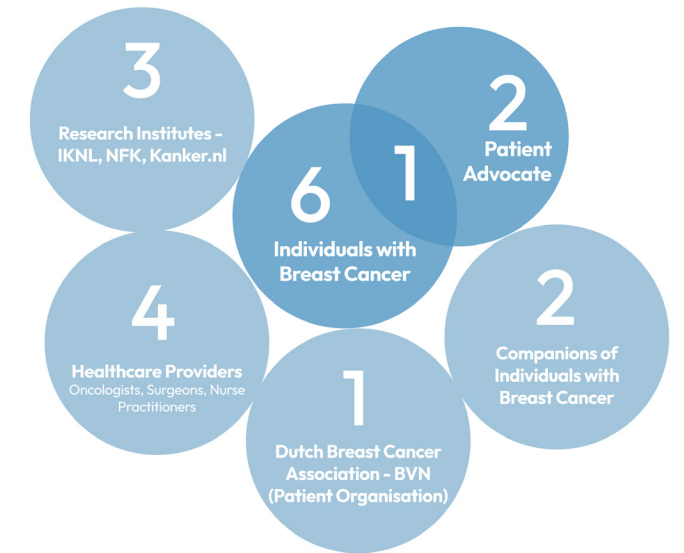 3
Research Institutes -
IKNL, NFK, Kanker.nl
2
Patient
Advocate
1
6
Individuals with
Breast Cancer
4
Healthcare Providers
Oncologists, Surgeons, Nurse
Practitioners
2
Companions of
Individuals with
Breast Cancer
1
Dutch Breast Cancer
Association - BVN
(Patient Organisation)